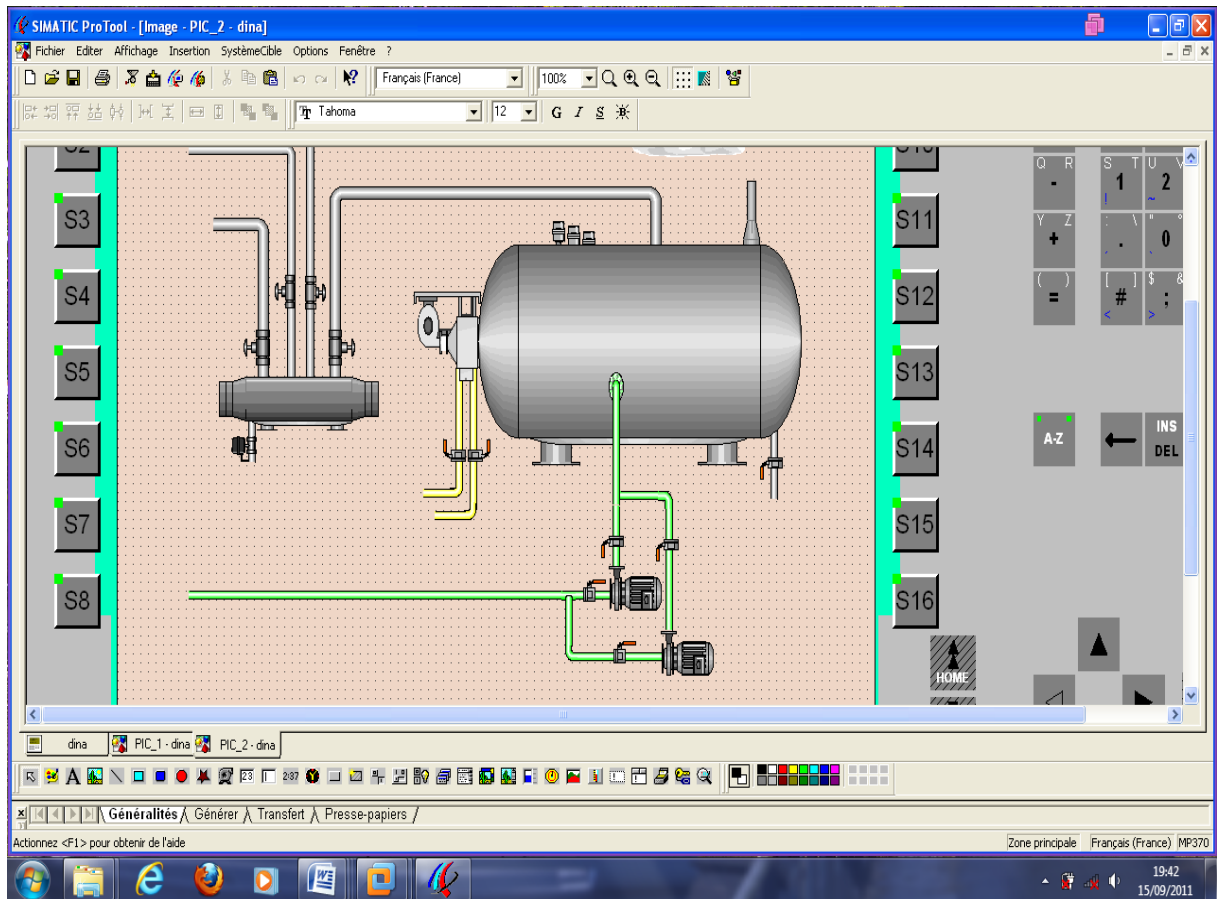 SIMATIC ProTool - [Image - PIC_2 - dina]
Fichier Editer Affichage Insertion SystèmeCible Options Fenêtre ?
Français (France) 100%
Tahoma 12 G I S
S3
S4
S5
S6
S7
S8
S11
S12
S13
S14
S15
S16
Q R S T U V
- 1 2
! ~
Y Z : \ " °
+ . 0
( ) [ ] $ &
= # ;
< >
A-Z INS
DEL
HOME
dina PIC_1 - dina PIC_2 - dina
A 23 2:37
Généralités Générer Transfert Presse-papiers
Actionnez <F1> pour obtenir de l'aide Zone principale Français (France) MP370
19:42
15/09/2011